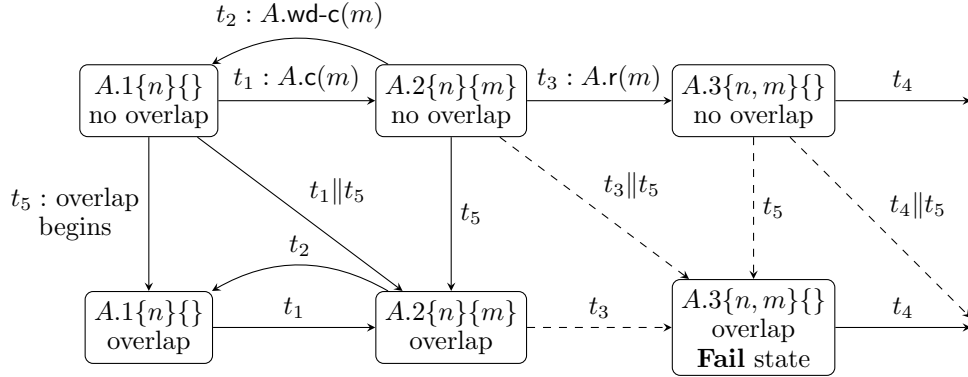 t₂ : A.wd-c(m)
A.1{n}{}
no overlap
t₁ : A.c(m)
A.2{n}{m}
no overlap
t₃ : A.r(m)
A.3{n, m}{}
no overlap
t₄
t₅ : overlap
begins
t₁∥t₅
t₅
t₃∥t₅
t₅
t₄∥t₅
t₂
A.1{n}{}
overlap
t₁
A.2{n}{m}
overlap
t₃
A.3{n, m}{}
overlap
Fail state
t₄